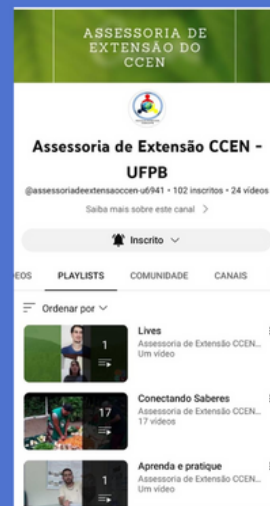 ASSESSORIA DE
EXTENSÃO DO
CCEN
Assessoria de Extensão CCEN -
UFPB
@assessoriadeextensaoccen-u6941 • 102 inscritos • 24 vídeos
Saiba mais sobre este canal >
Inscrito
EOS PLAYLISTS COMUNIDADE CANAIS
Ordenar por
1
Lives
Assessoria de Extensão CCEN...
Um vídeo
17
Conectando Saberes
Assessoria de Extensão CCEN...
17 vídeos
1
Aprenda e pratique
Assessoria de Extensão CCEN...
Um vídeo